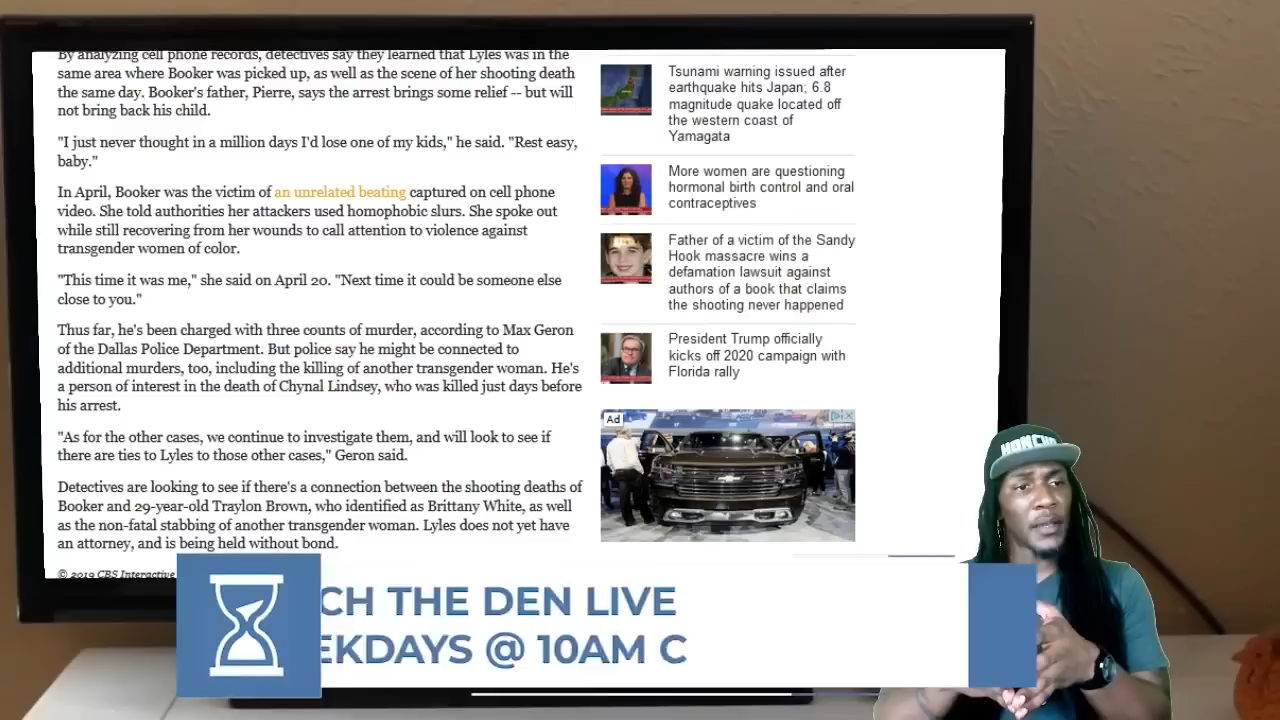 By analyzing cell phone records, detectives say they learned that Lyles was in the
same area where Booker was picked up, as well as the scene of her shooting death
the same day. Booker's father, Pierre, says the arrest brings some relief -- but will
not bring back his child.
"I just never thought in a million days I'd lose one of my kids," he said. "Rest easy,
baby."
In April, Booker was the victim of an unrelated beating captured on cell phone
video. She told authorities her attackers used homophobic slurs. She spoke out
while still recovering from her wounds to call attention to violence against
transgender women of color.
"This time it was me," she said on April 20. "Next time it could be someone else
close to you."
Thus far, he's been charged with three counts of murder, according to Max Geron
of the Dallas Police Department. But police say he might be connected to
additional murders, too, including the killing of another transgender woman. He's
a person of interest in the death of Chynal Lindsey, who was killed just days before
his arrest.
"As for the other cases, we continue to investigate them, and will look to see if
there are ties to Lyles to those other cases," Geron said.
Detectives are looking to see if there's a connection between the shooting deaths of
Booker and 29-year-old Traylon Brown, who identified as Brittany White, as well
as the non-fatal stabbing of another transgender woman. Lyles does not yet have
an attorney, and is being held without bond.
© 2019 CBS Interactive
Tsunami warning issued after
earthquake hits Japan; 6.8
magnitude quake located off
the western coast of
Yamagata
More women are questioning
hormonal birth control and oral
contraceptives
Father of a victim of the Sandy
Hook massacre wins a
defamation lawsuit against
authors of a book that claims
the shooting never happened
President Trump officially
kicks off 2020 campaign with
Florida rally
Ad
HONCHO
CH THE DEN LIVE
EKDAYS @ 10AM C